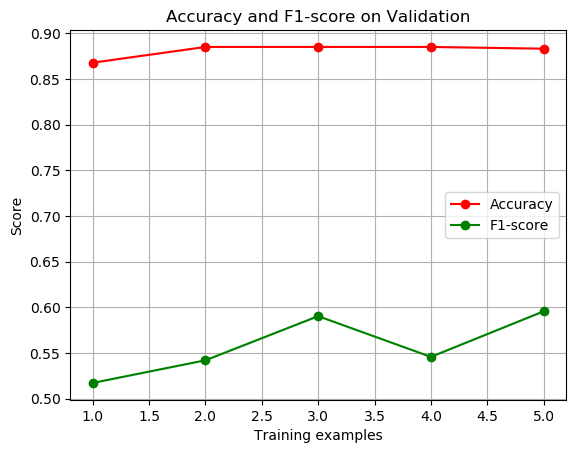 Accuracy and F1-score on Validation
0.90
0.85
0.80
0.75
0.70
0.65
0.60
0.55
0.50
Score
Accuracy
F1-score
1.0 1.5 2.0 2.5 3.0 3.5 4.0 4.5 5.0
Training examples